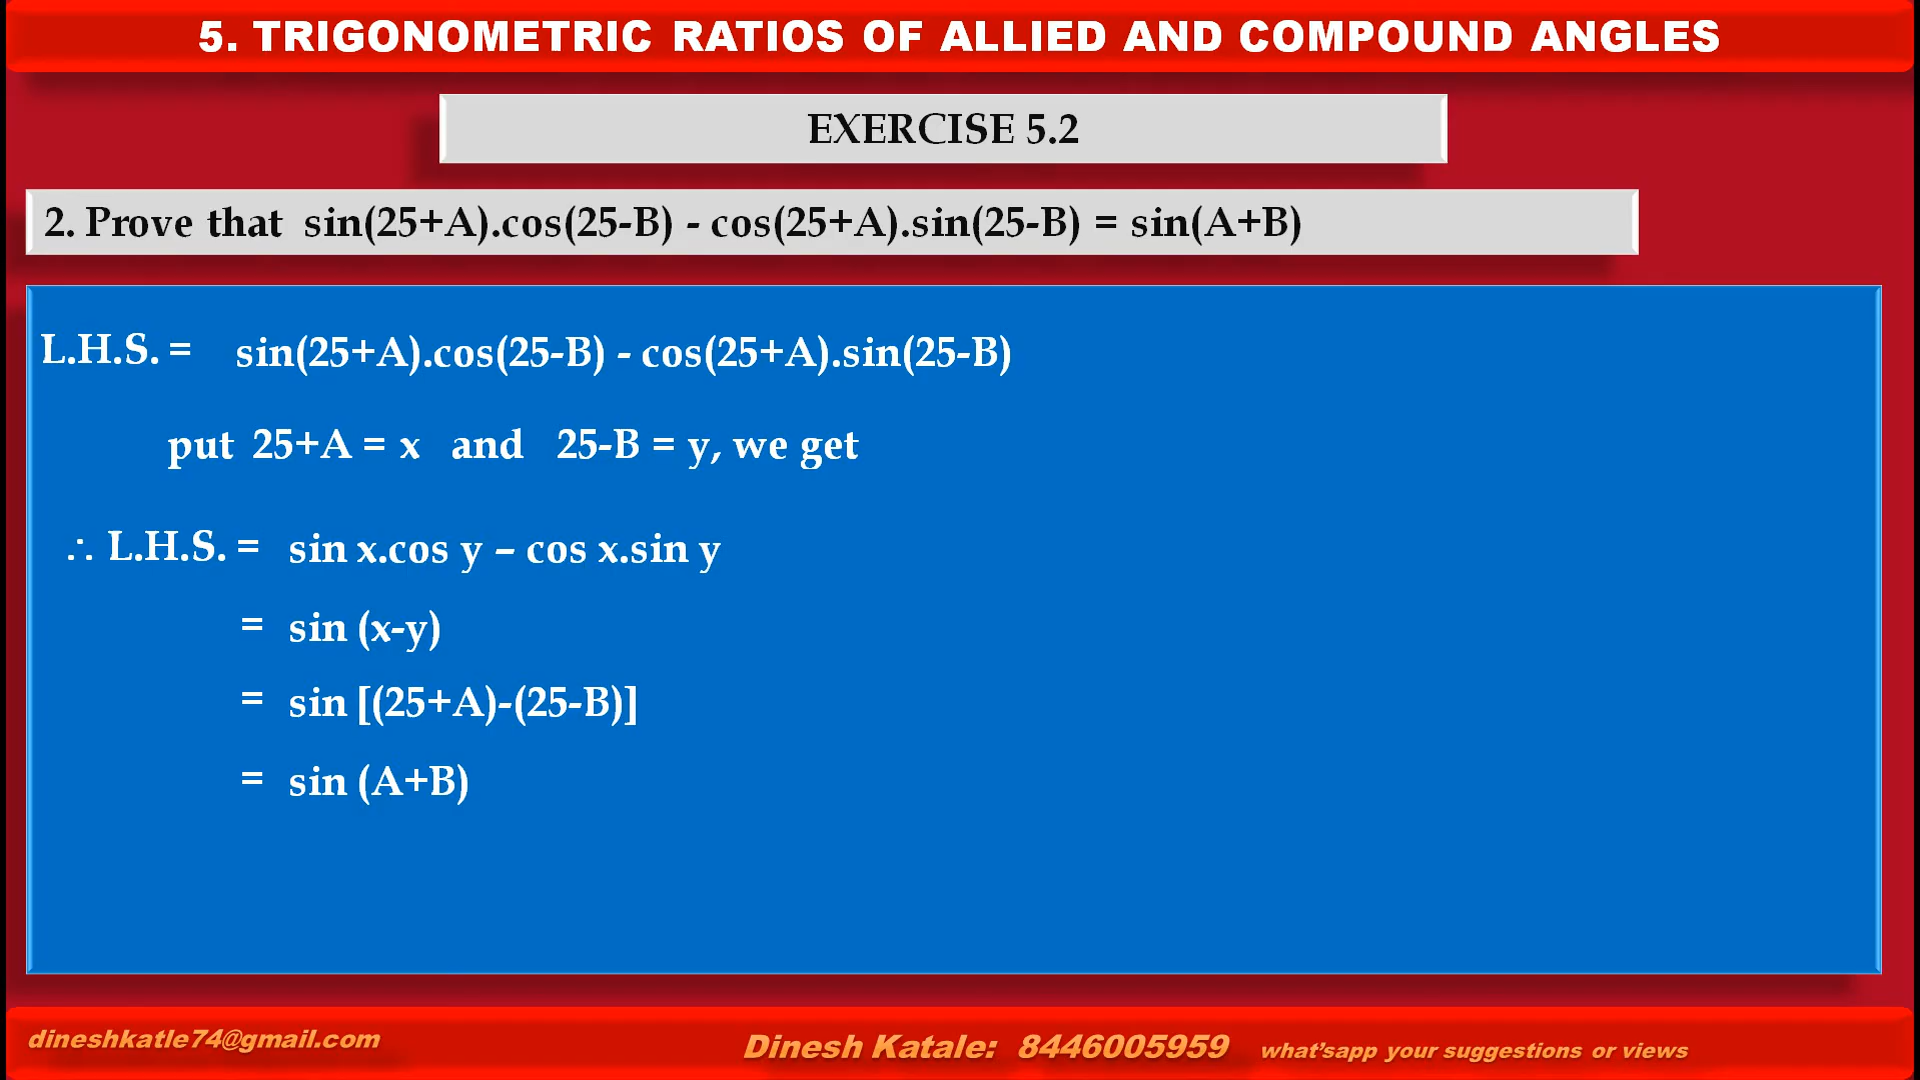 5. TRIGONOMETRIC RATIOS OF ALLIED AND COMPOUND ANGLES
EXERCISE 5.2
2. Prove that sin(25+A).cos(25-B) - cos(25+A).sin(25-B) = sin(A+B)
L.H.S. = sin(25+A).cos(25-B) - cos(25+A).sin(25-B)
put 25+A = x and 25-B = y, we get
∴ L.H.S. = sin x.cos y – cos x.sin y
= sin (x-y)
= sin [(25+A)-(25-B)]
= sin (A+B)
dineshkatle74@gmail.com Dinesh Katale: 8446005959 what'sapp your suggestions or views